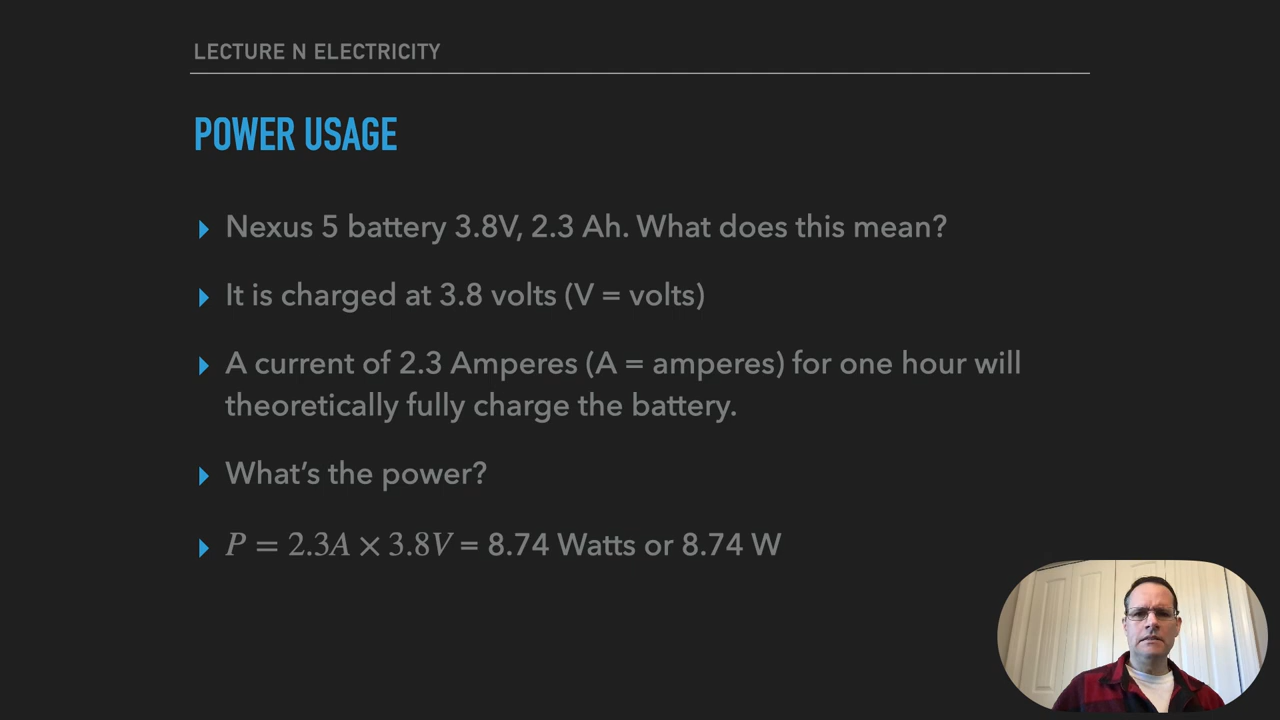 LECTURE N ELECTRICITY
POWER USAGE
Nexus 5 battery 3.8V, 2.3 Ah. What does this mean?
It is charged at 3.8 volts (V = volts)
A current of 2.3 Amperes (A = amperes) for one hour will
theoretically fully charge the battery.
What’s the power?
P = 2.3A × 3.8V = 8.74 Watts or 8.74 W